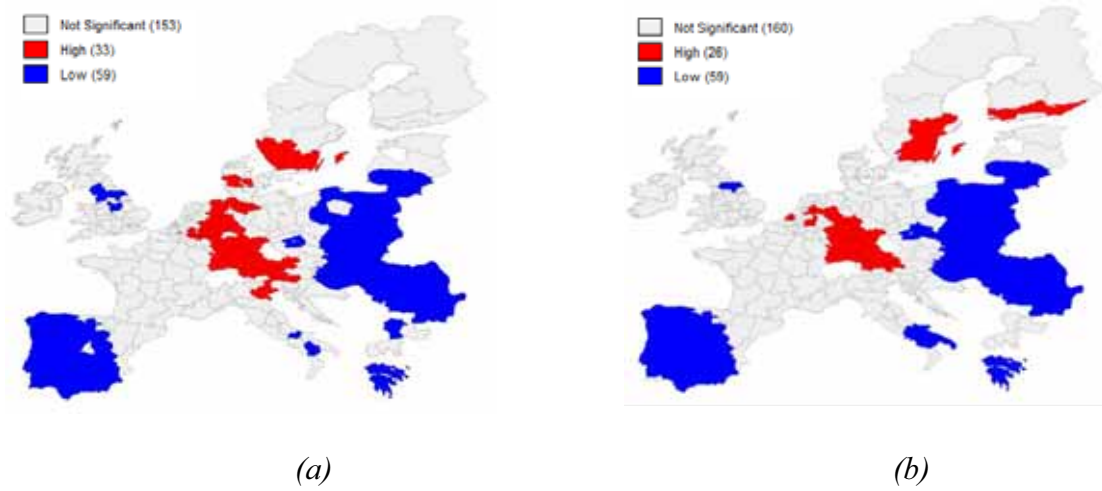 Not Significant (153)
High (33)
Low (59)
Not Significant (160)
High (26)
Low (59)
(a)
(b)